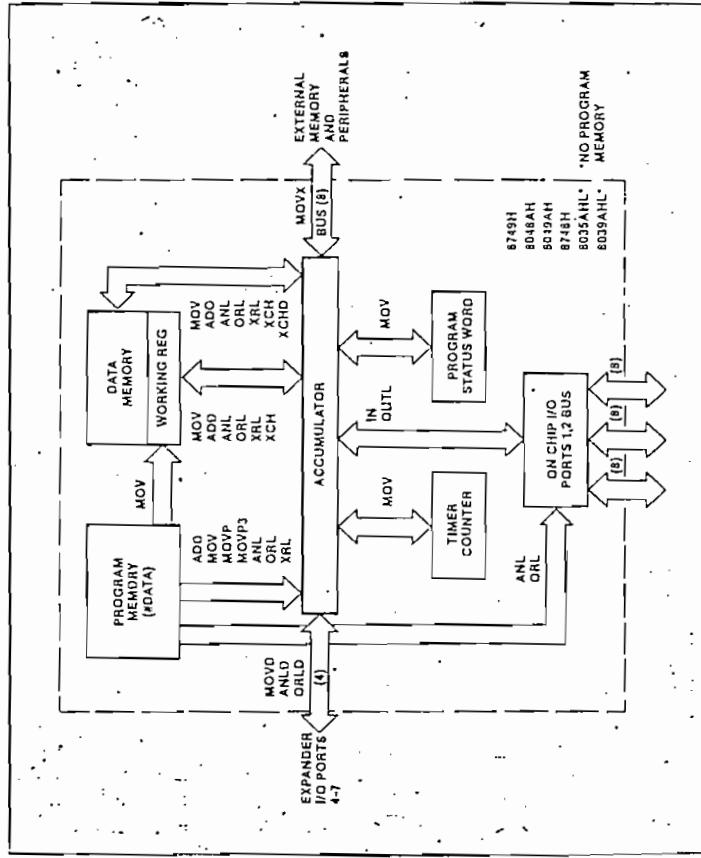 PROGRAM
MEMORY
(#DATA)
MOV
DATA
MEMORY
WORKING REG
ADD
MOV
MOVP
MOVP3
ANL
ORL
XRL
MOV
ADD
ANL
ORL
XRL
XCH
MOV
ADD
ANL
ORL
XRL
XCH
XCHD
MOVD
ANLD
ORLD
(4)
EXPANDER
I/O PORTS
4-7
ACCUMULATOR
MOVX
BUS (8)
EXTERNAL
MEMORY
AND
PERIPHERALS
MOV
IN
OUTL
MOV
TIMER
COUNTER
PROGRAM
STATUS WORD
ANL
ORL
ON CHIP I/O
PORTS 1,2 BUS
(8)
(8)
(8)
8749H
8048AH
8049AH
8748H
8035AHL*
8039AHL*
*NO PROGRAM
MEMORY